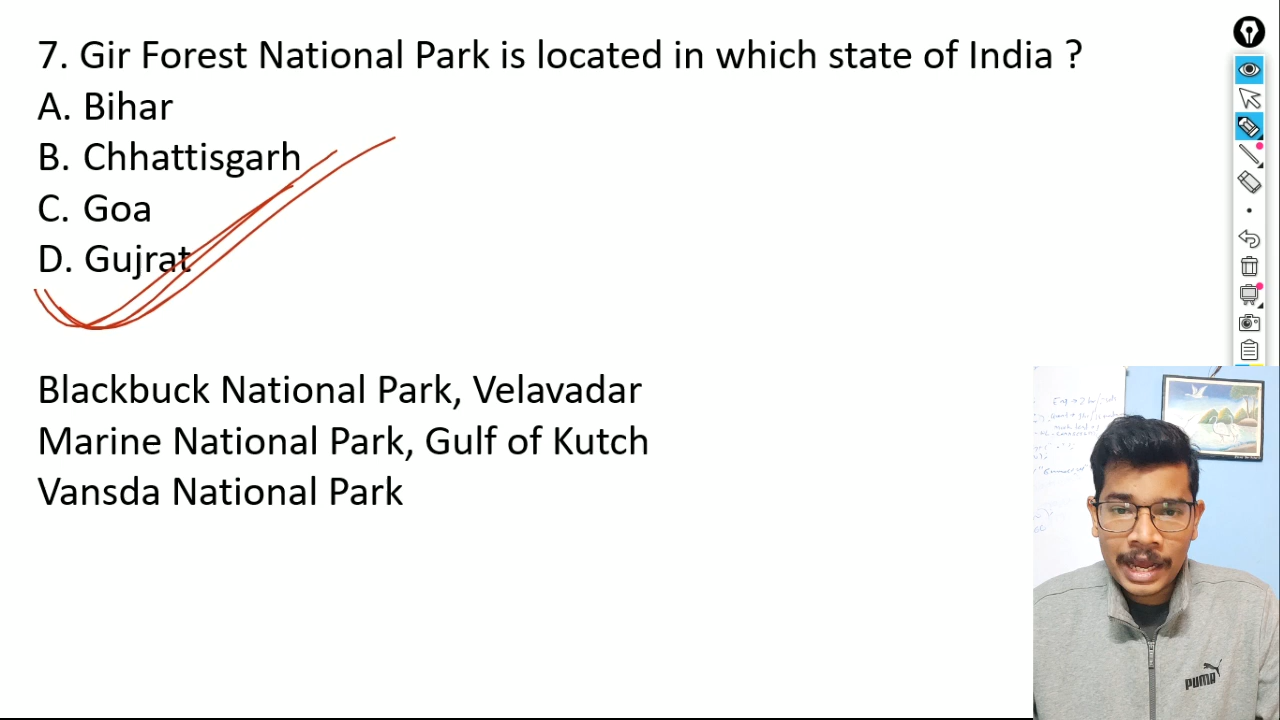 7. Gir Forest National Park is located in which state of India ?
A. Bihar
B. Chhattisgarh
C. Goa
D. Gujrat
Blackbuck National Park, Velavadar
Marine National Park, Gulf of Kutch
Vansda National Park
PUMA